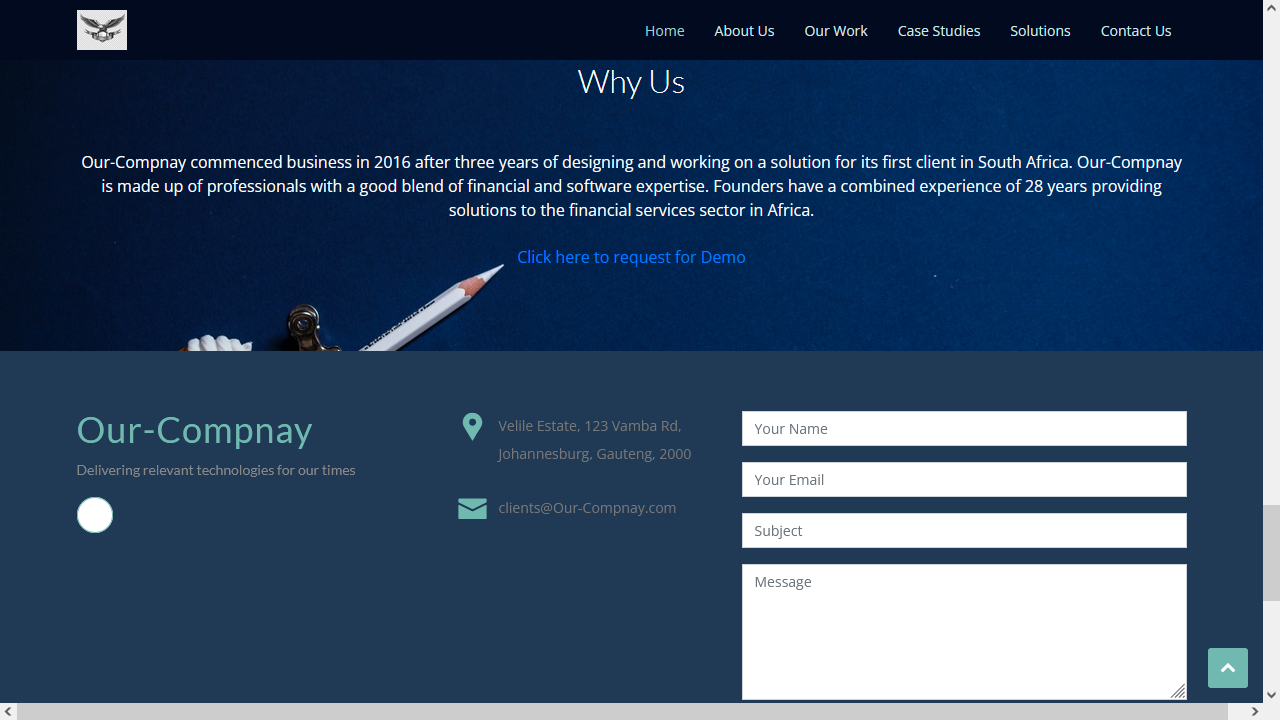 Home About Us Our Work Case Studies Solutions Contact Us
Why Us
Our-Compnay commenced business in 2016 after three years of designing and working on a solution for its first client in South Africa. Our-Compnay
is made up of professionals with a good blend of financial and software expertise. Founders have a combined experience of 28 years providing
solutions to the financial services sector in Africa.
Click here to request for Demo
Our-Compnay
Delivering relevant technologies for our times
Velile Estate, 123 Vamba Rd,
Johannesburg, Gauteng, 2000
clients@Our-Compnay.com
Your Name
Your Email
Subject
Message